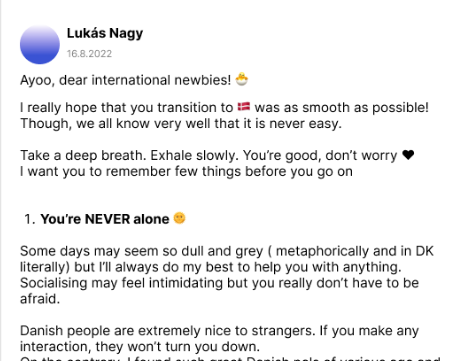 Lukás Nagy
16.8.2022
Ayoo, dear international newbies! 🐣
I really hope that you transition to 🇩🇰 was as smooth as possible!
Though, we all know very well that it is never easy.
Take a deep breath. Exhale slowly. You're good, don't worry 🖤
I want you to remember few things before you go on
1. You're NEVER alone 🙂
Some days may seem so dull and grey ( metaphorically and in DK
literally) but I'll always do my best to help you with anything.
Socialising may feel intimidating but you really don't have to be
afraid.
Danish people are extremely nice to strangers. If you make any
interaction, they won't turn you down.
On the contrary, I found such great Danish pals of various age and